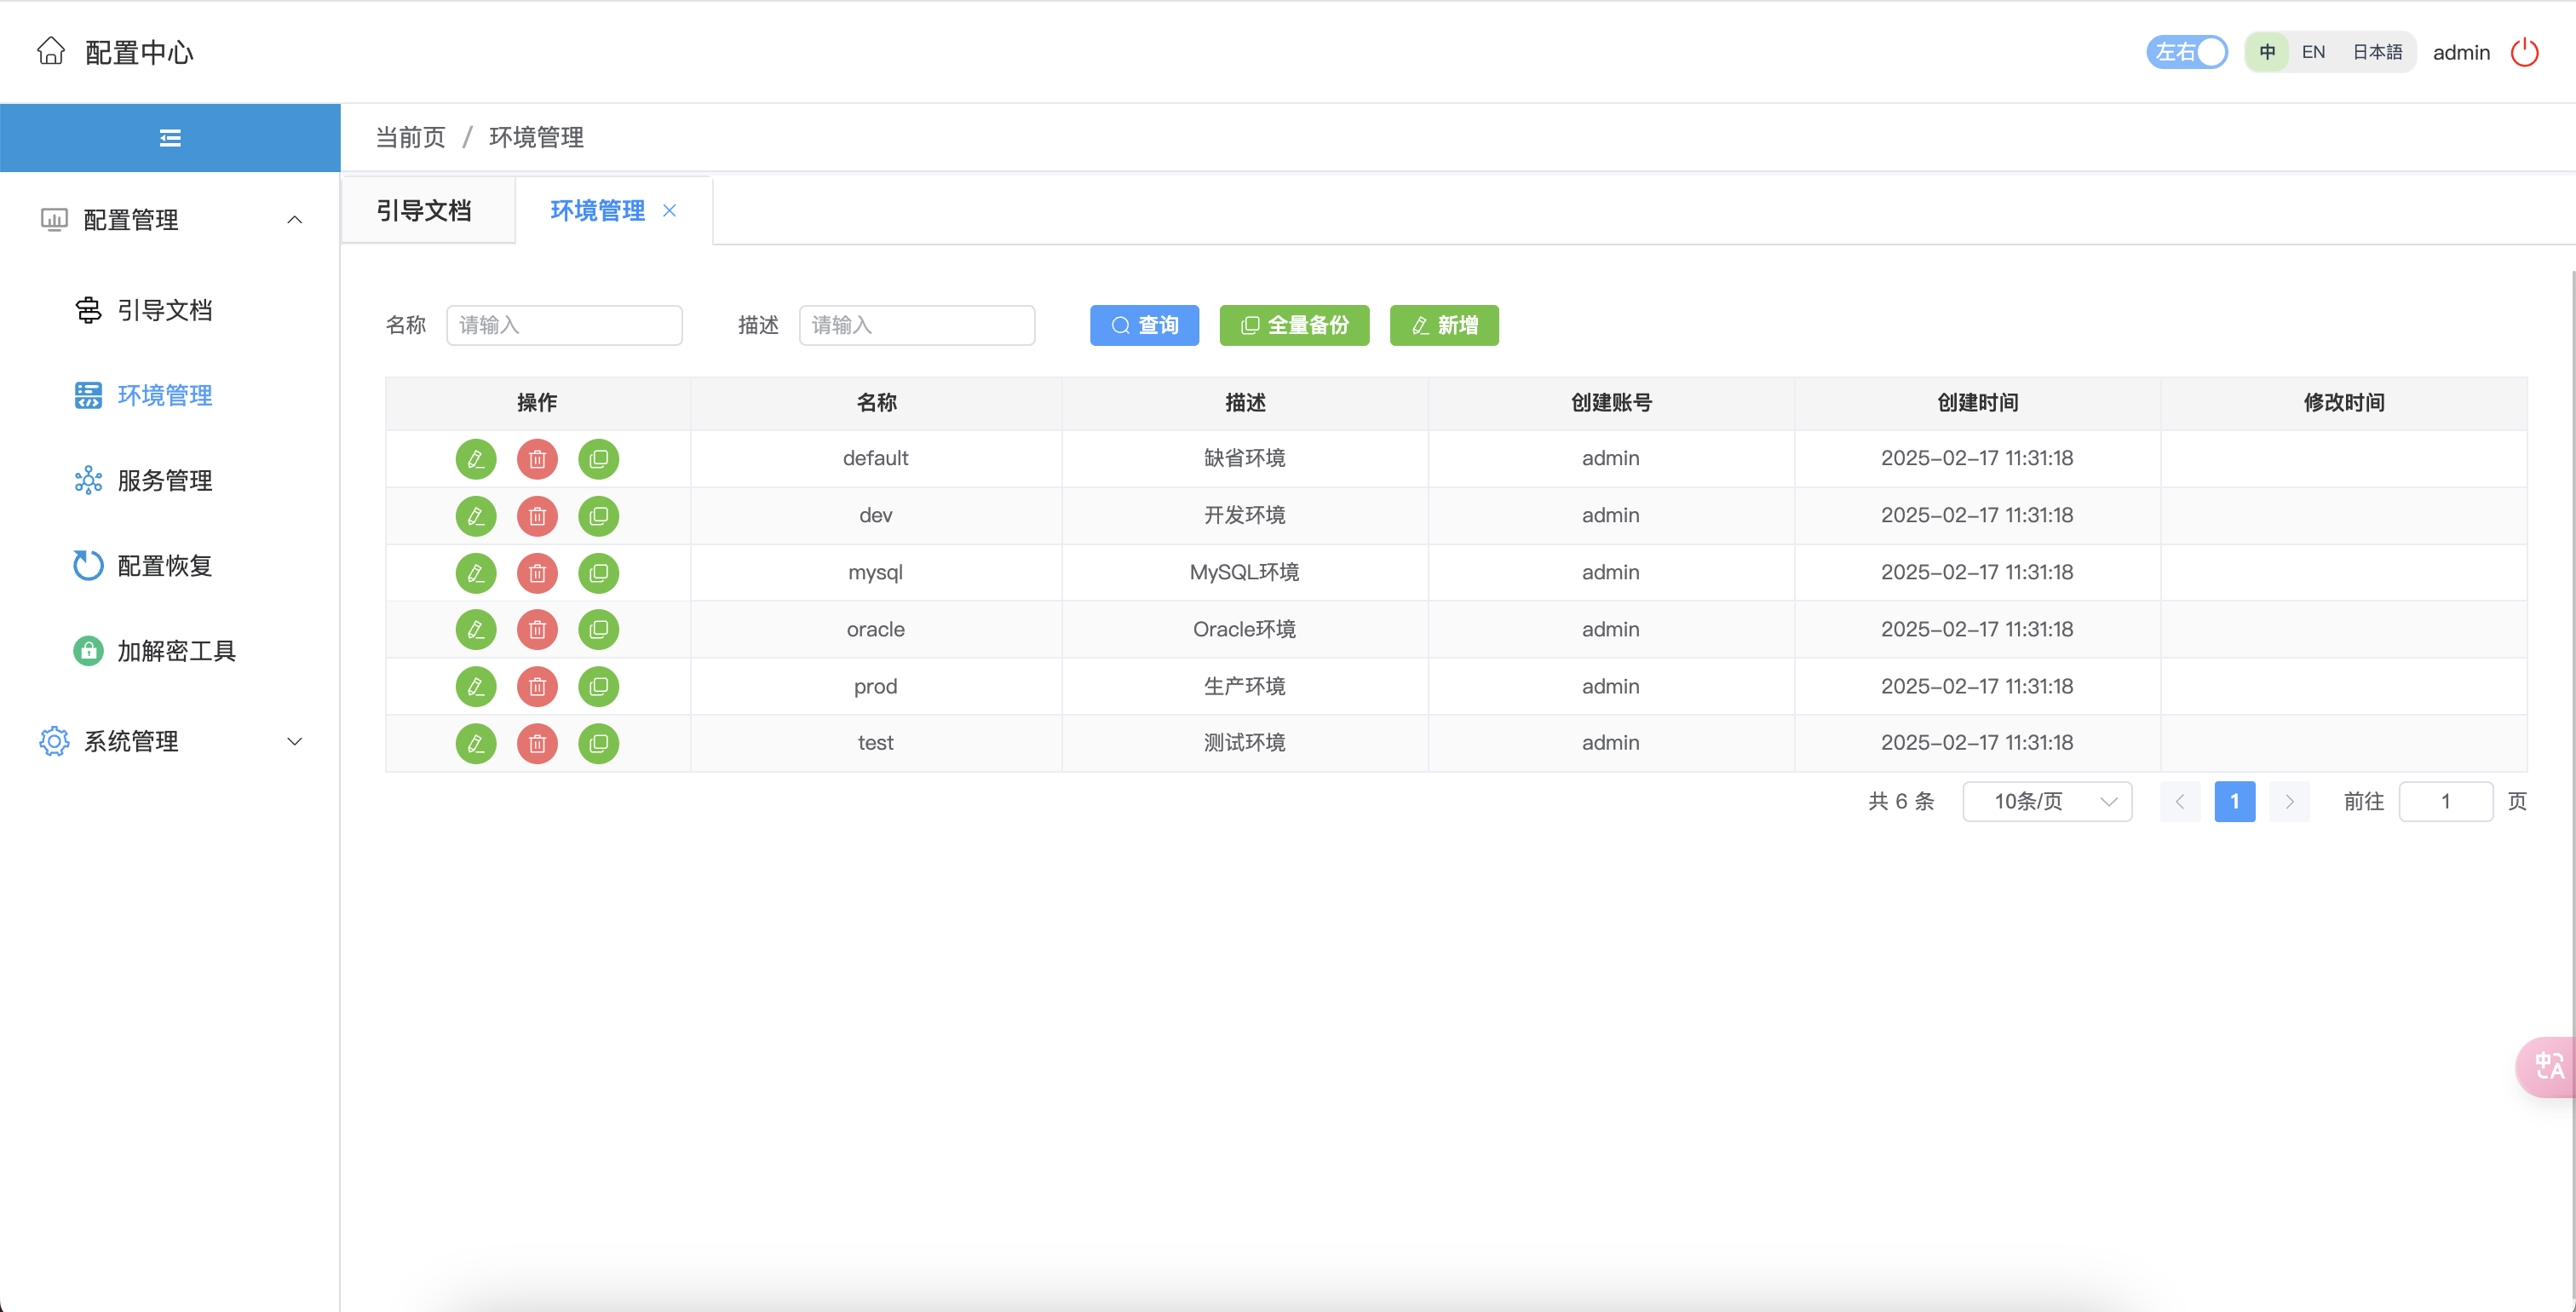 配置中心
左右 中 EN 日本語 admin
当前页 / 环境管理
配置管理
引导文档
环境管理
服务管理
配置恢复
加解密工具
系统管理
引导文档 环境管理
名称 请输入 描述 请输入 查询 全量备份 新增
操作 名称 描述 创建账号 创建时间 修改时间
default 缺省环境 admin 2025-02-17 11:31:18
dev 开发环境 admin 2025-02-17 11:31:18
mysql MySQL环境 admin 2025-02-17 11:31:18
oracle Oracle环境 admin 2025-02-17 11:31:18
prod 生产环境 admin 2025-02-17 11:31:18
test 测试环境 admin 2025-02-17 11:31:18
共 6 条 10条/页 1 前往 1 页
中A